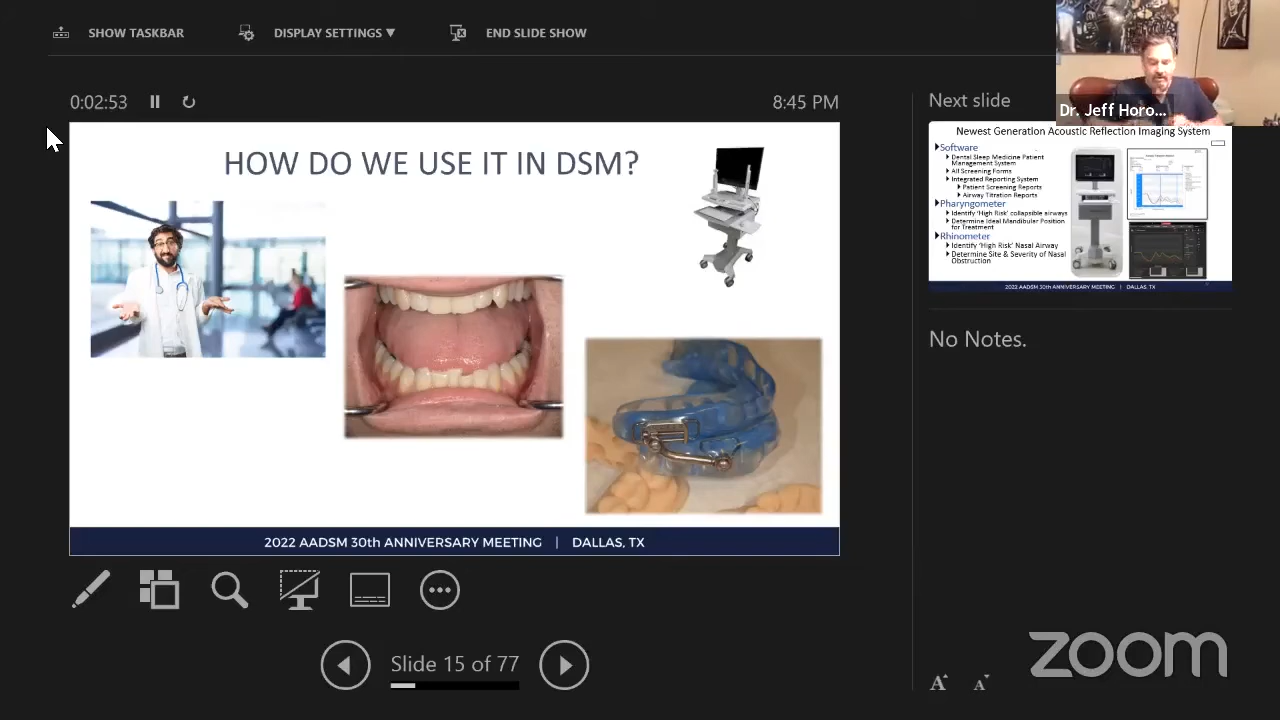 SHOW TASKBAR
DISPLAY SETTINGS ▼
END SLIDE SHOW
Dr. Jeff Horo...
0:02:53
8:45 PM
Next slide
HOW DO WE USE IT IN DSM?
2022 AADSM 30th ANNIVERSARY MEETING | DALLAS, TX
Newest Generation Acoustic Reflection Imaging System
Software
Dental Sleep Medicine Patient
Management System
All Screening Forms
Integrated Reporting System
Patient Screening Reports
Airway Titration Reports
Pharyngometer
Identify 'High Risk' collapsible airways
Determine Ideal Mandibular Position
for Treatment
Rhinometer
Identify 'High Risk' Nasal Airway
Determine Site & Severity of Nasal
Obstruction
2022 AADSM 30th ANNIVERSARY MEETING | DALLAS, TX
No Notes.
Slide 15 of 77
A A
zoom